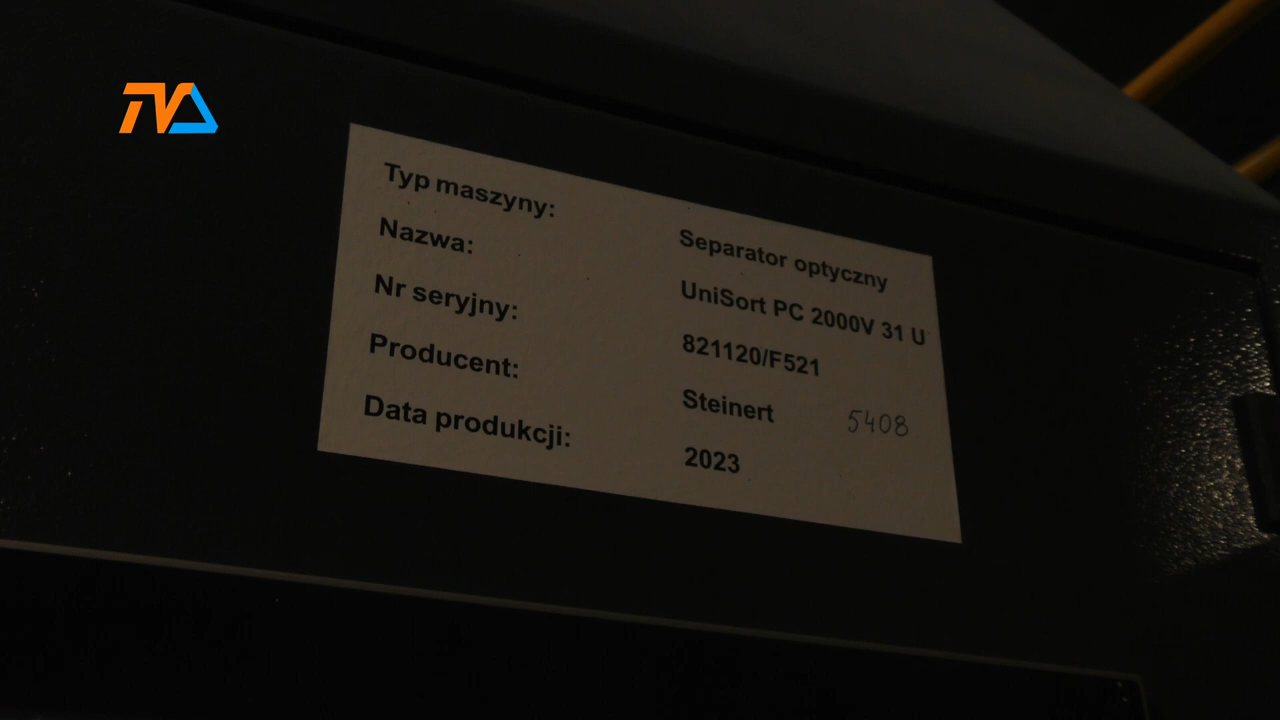 TVA
Typ maszyny: Separator optyczny
Nazwa: UniSort PC 2000V 31 U
Nr seryjny: 821120/F521
Producent: Steinert 5408
Data produkcji: 2023